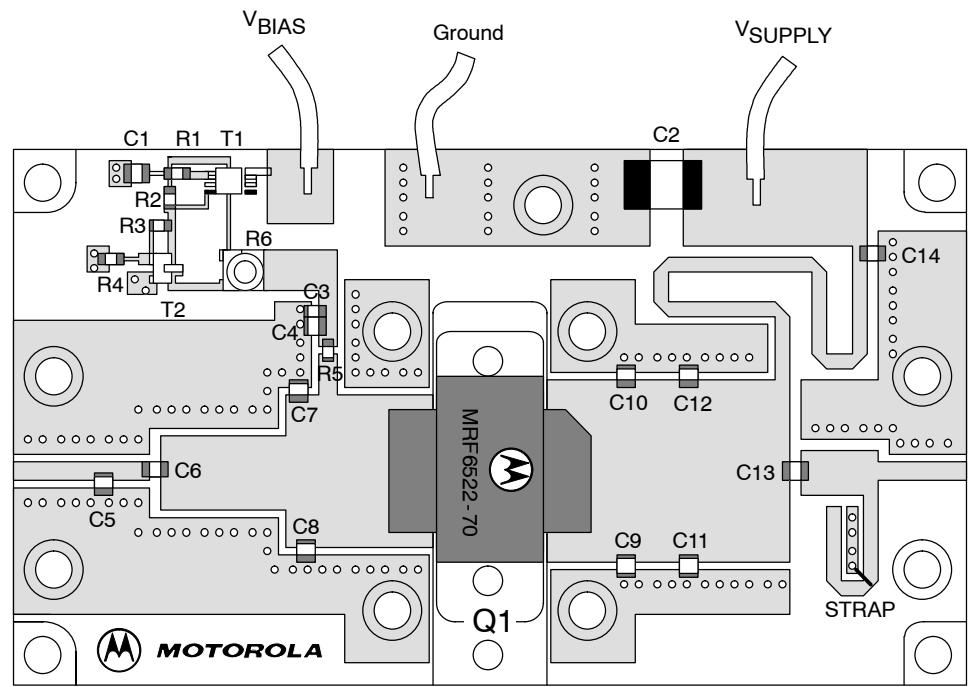 VBIAS
Ground
VSUPPLY
C1 R1 T1
C2
R2
R3
R6
C14
R4
T2
C3
C4
R5
C7
C10 C12
MRF6522-70
C6
C13
C5
C8
C9 C11
STRAP
Q1
MOTOROLA